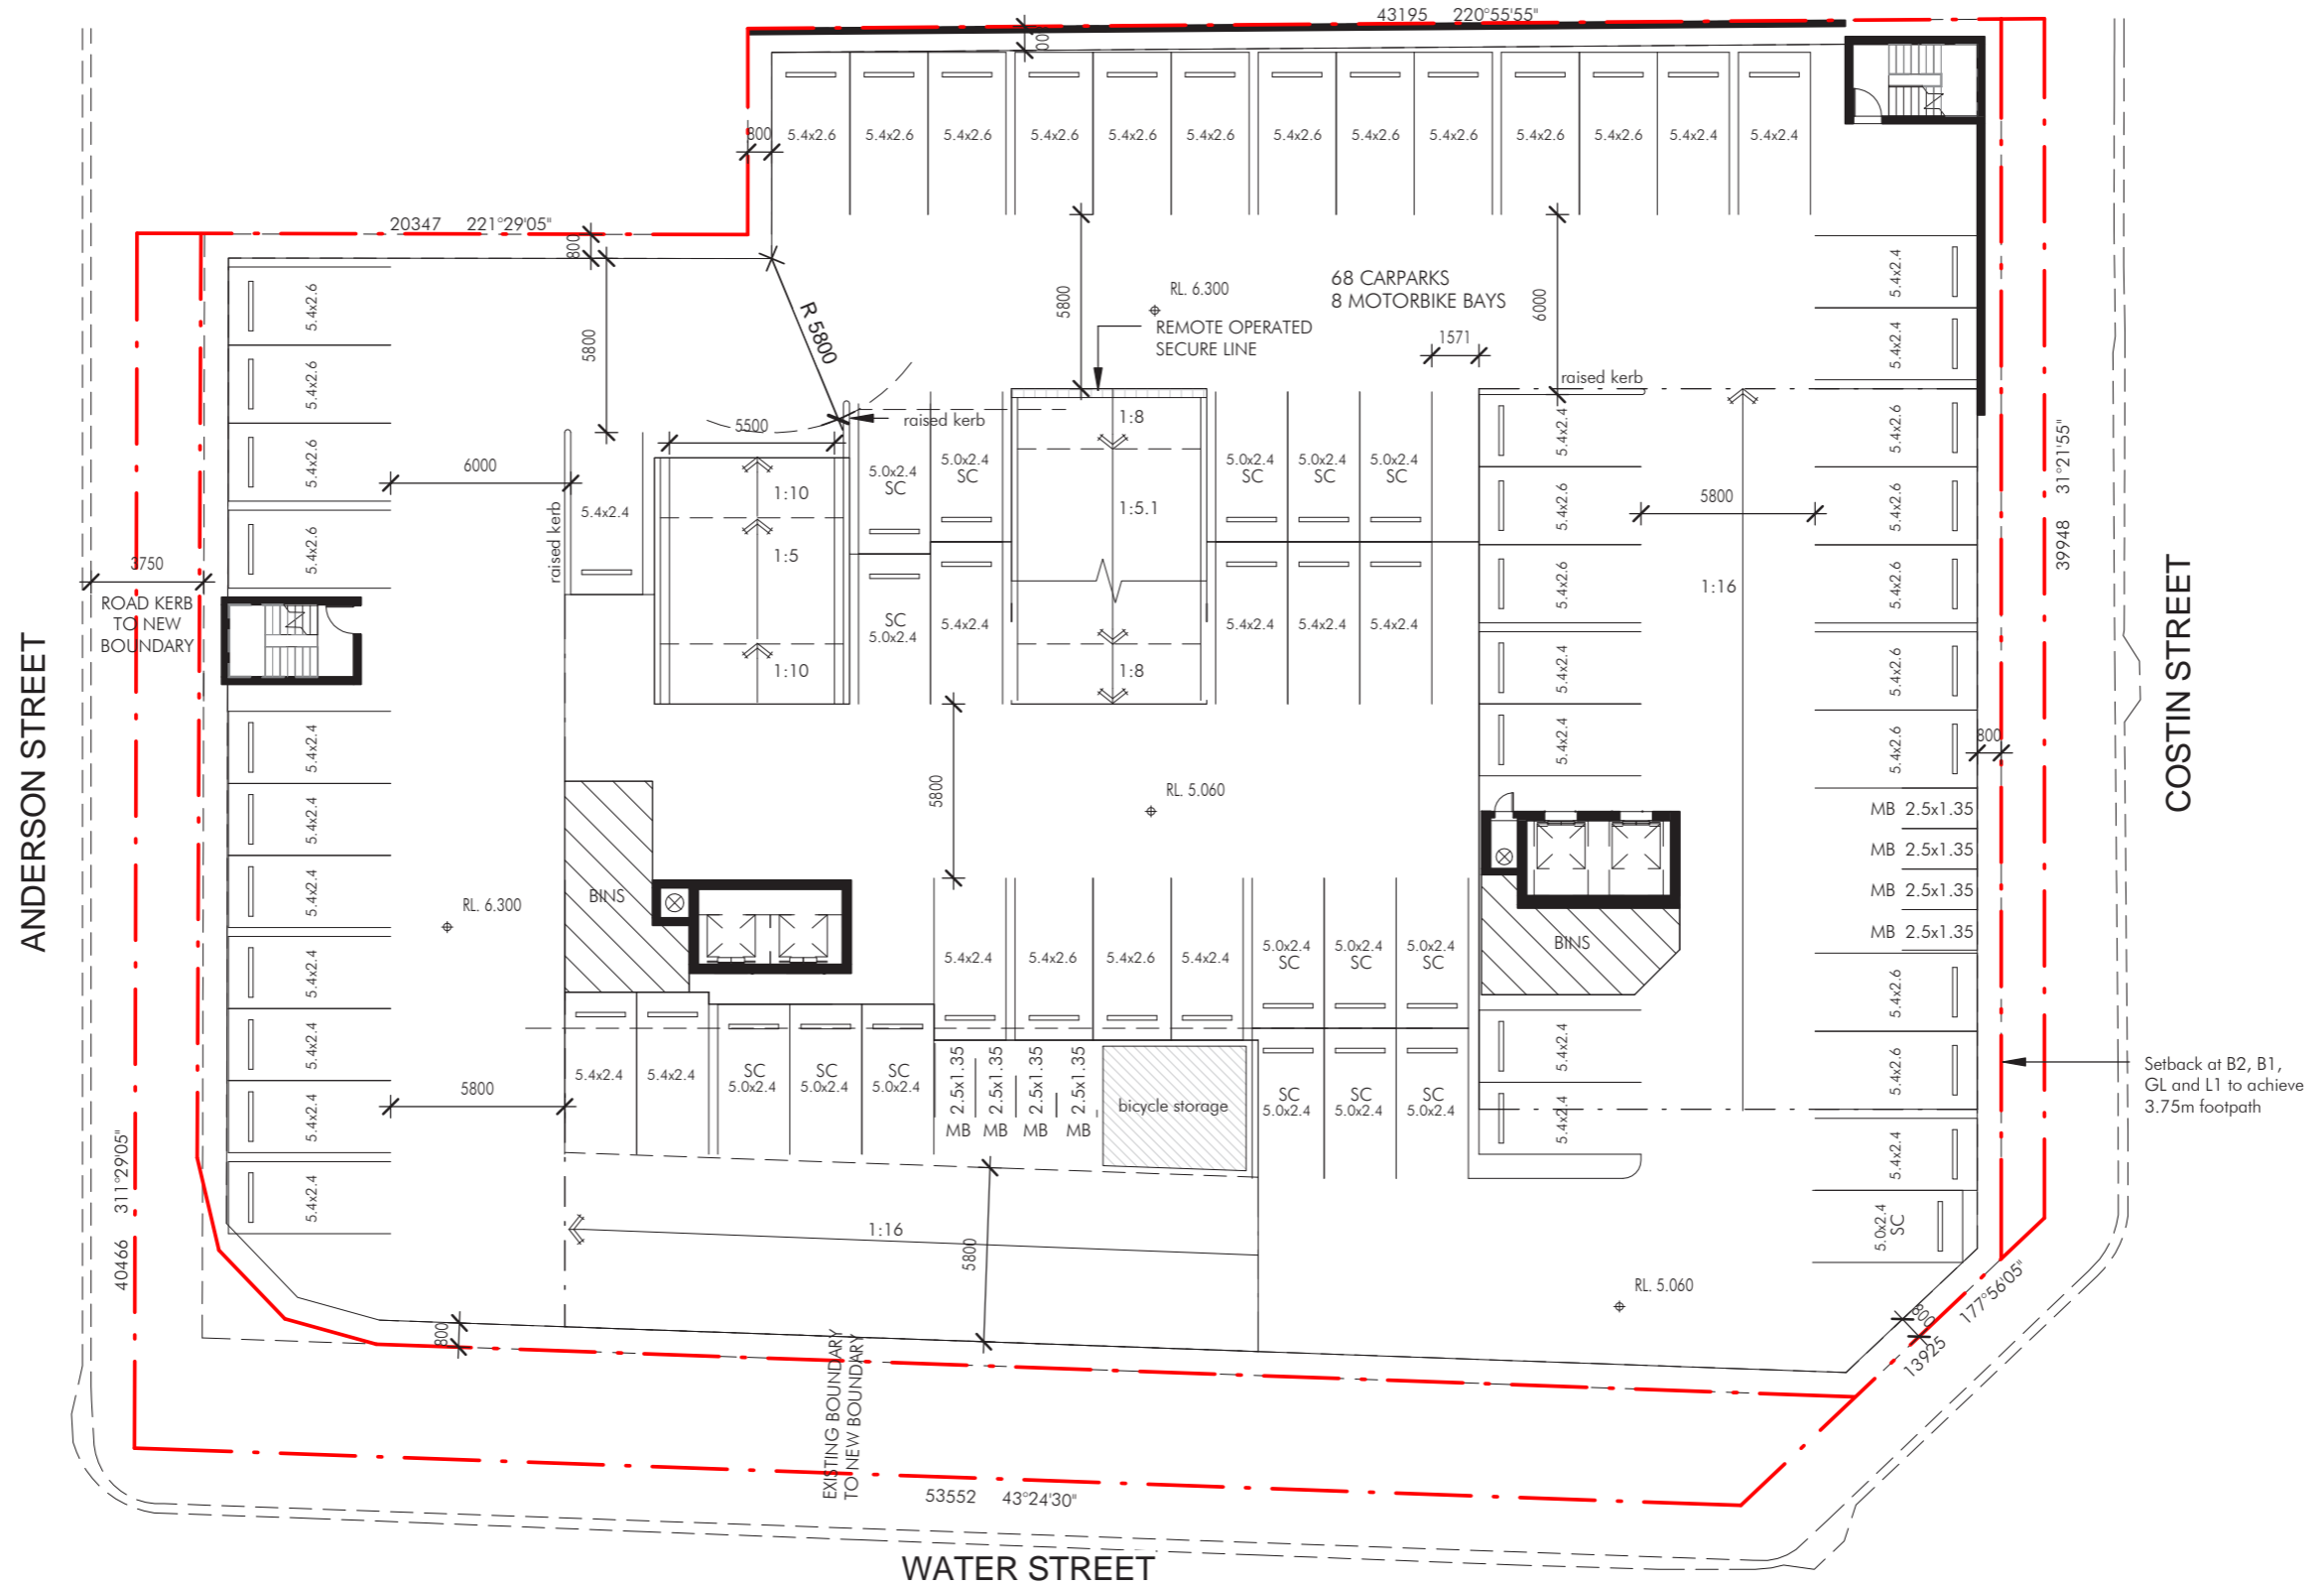 43195 220°55'55"
00
800
5.4x2.6
5.4x2.6
5.4x2.6
5.4x2.6
5.4x2.6
5.4x2.6
5.4x2.6
5.4x2.6
5.4x2.6
5.4x2.6
5.4x2.6
5.4x2.4
5.4x2.4
20347 221°29'05"
800
5.4x2.6
5.4x2.6
5.4x2.6
5.4x2.6
5800
R 5800
5800
RL. 6.300
68 CARPARKS
8 MOTORBIKE BAYS
REMOTE OPERATED
SECURE LINE
6000
1571
raised kerb
5.4x2.4
5.4x2.4
39948 31°21'55"
5500
raised kerb
6000
raised kerb
5.4x2.4
1:10
1:5
1:10
5.0x2.4
SC
5.0x2.4
SC
SC
5.0x2.4
5.4x2.4
1:8
1:5.1
1:8
5.0x2.4
SC
5.0x2.4
SC
5.0x2.4
SC
5.4x2.4
5.4x2.4
5.4x2.4
5.4x2.4
5.4x2.6
5.4x2.6
5.4x2.4
5.4x2.4
5800
1:16
5.4x2.4
5.4x2.6
5.4x2.6
5.4x2.6
5.4x2.6
800
3750
ROAD KERB
TO NEW
BOUNDARY
ANDERSON STREET
COSTIN STREET
5.4x2.4
5.4x2.4
5.4x2.4
5.4x2.4
5.4x2.4
5.4x2.4
5.4x2.4
RL. 6.300
BINS
5800
RL. 5.060
MB 2.5x1.35
MB 2.5x1.35
MB 2.5x1.35
MB 2.5x1.35
BINS
5.4x2.4
5.4x2.6
5.4x2.6
5.4x2.4
5.0x2.4
SC
5.0x2.4
SC
5.0x2.4
SC
5.4x2.4
5.4x2.4
5.4x2.6
5.4x2.6
5.4x2.4
5.0x2.4
SC
Setback at B2, B1,
GL and L1 to achieve
3.75m footpath
5800
5.4x2.4
5.4x2.4
SC
5.0x2.4
SC
5.0x2.4
SC
5.0x2.4
MB 2.5x1.35
MB 2.5x1.35
MB 2.5x1.35
MB 2.5x1.35
bicycle storage
SC
5.0x2.4
SC
5.0x2.4
SC
5.0x2.4
40466 311°29'05"
1:16
5800
RL. 5.060
800
800
13925 177°56'05"
EXISTING BOUNDARY
TO NEW BOUNDARY
53552 43°24'30"
WATER STREET